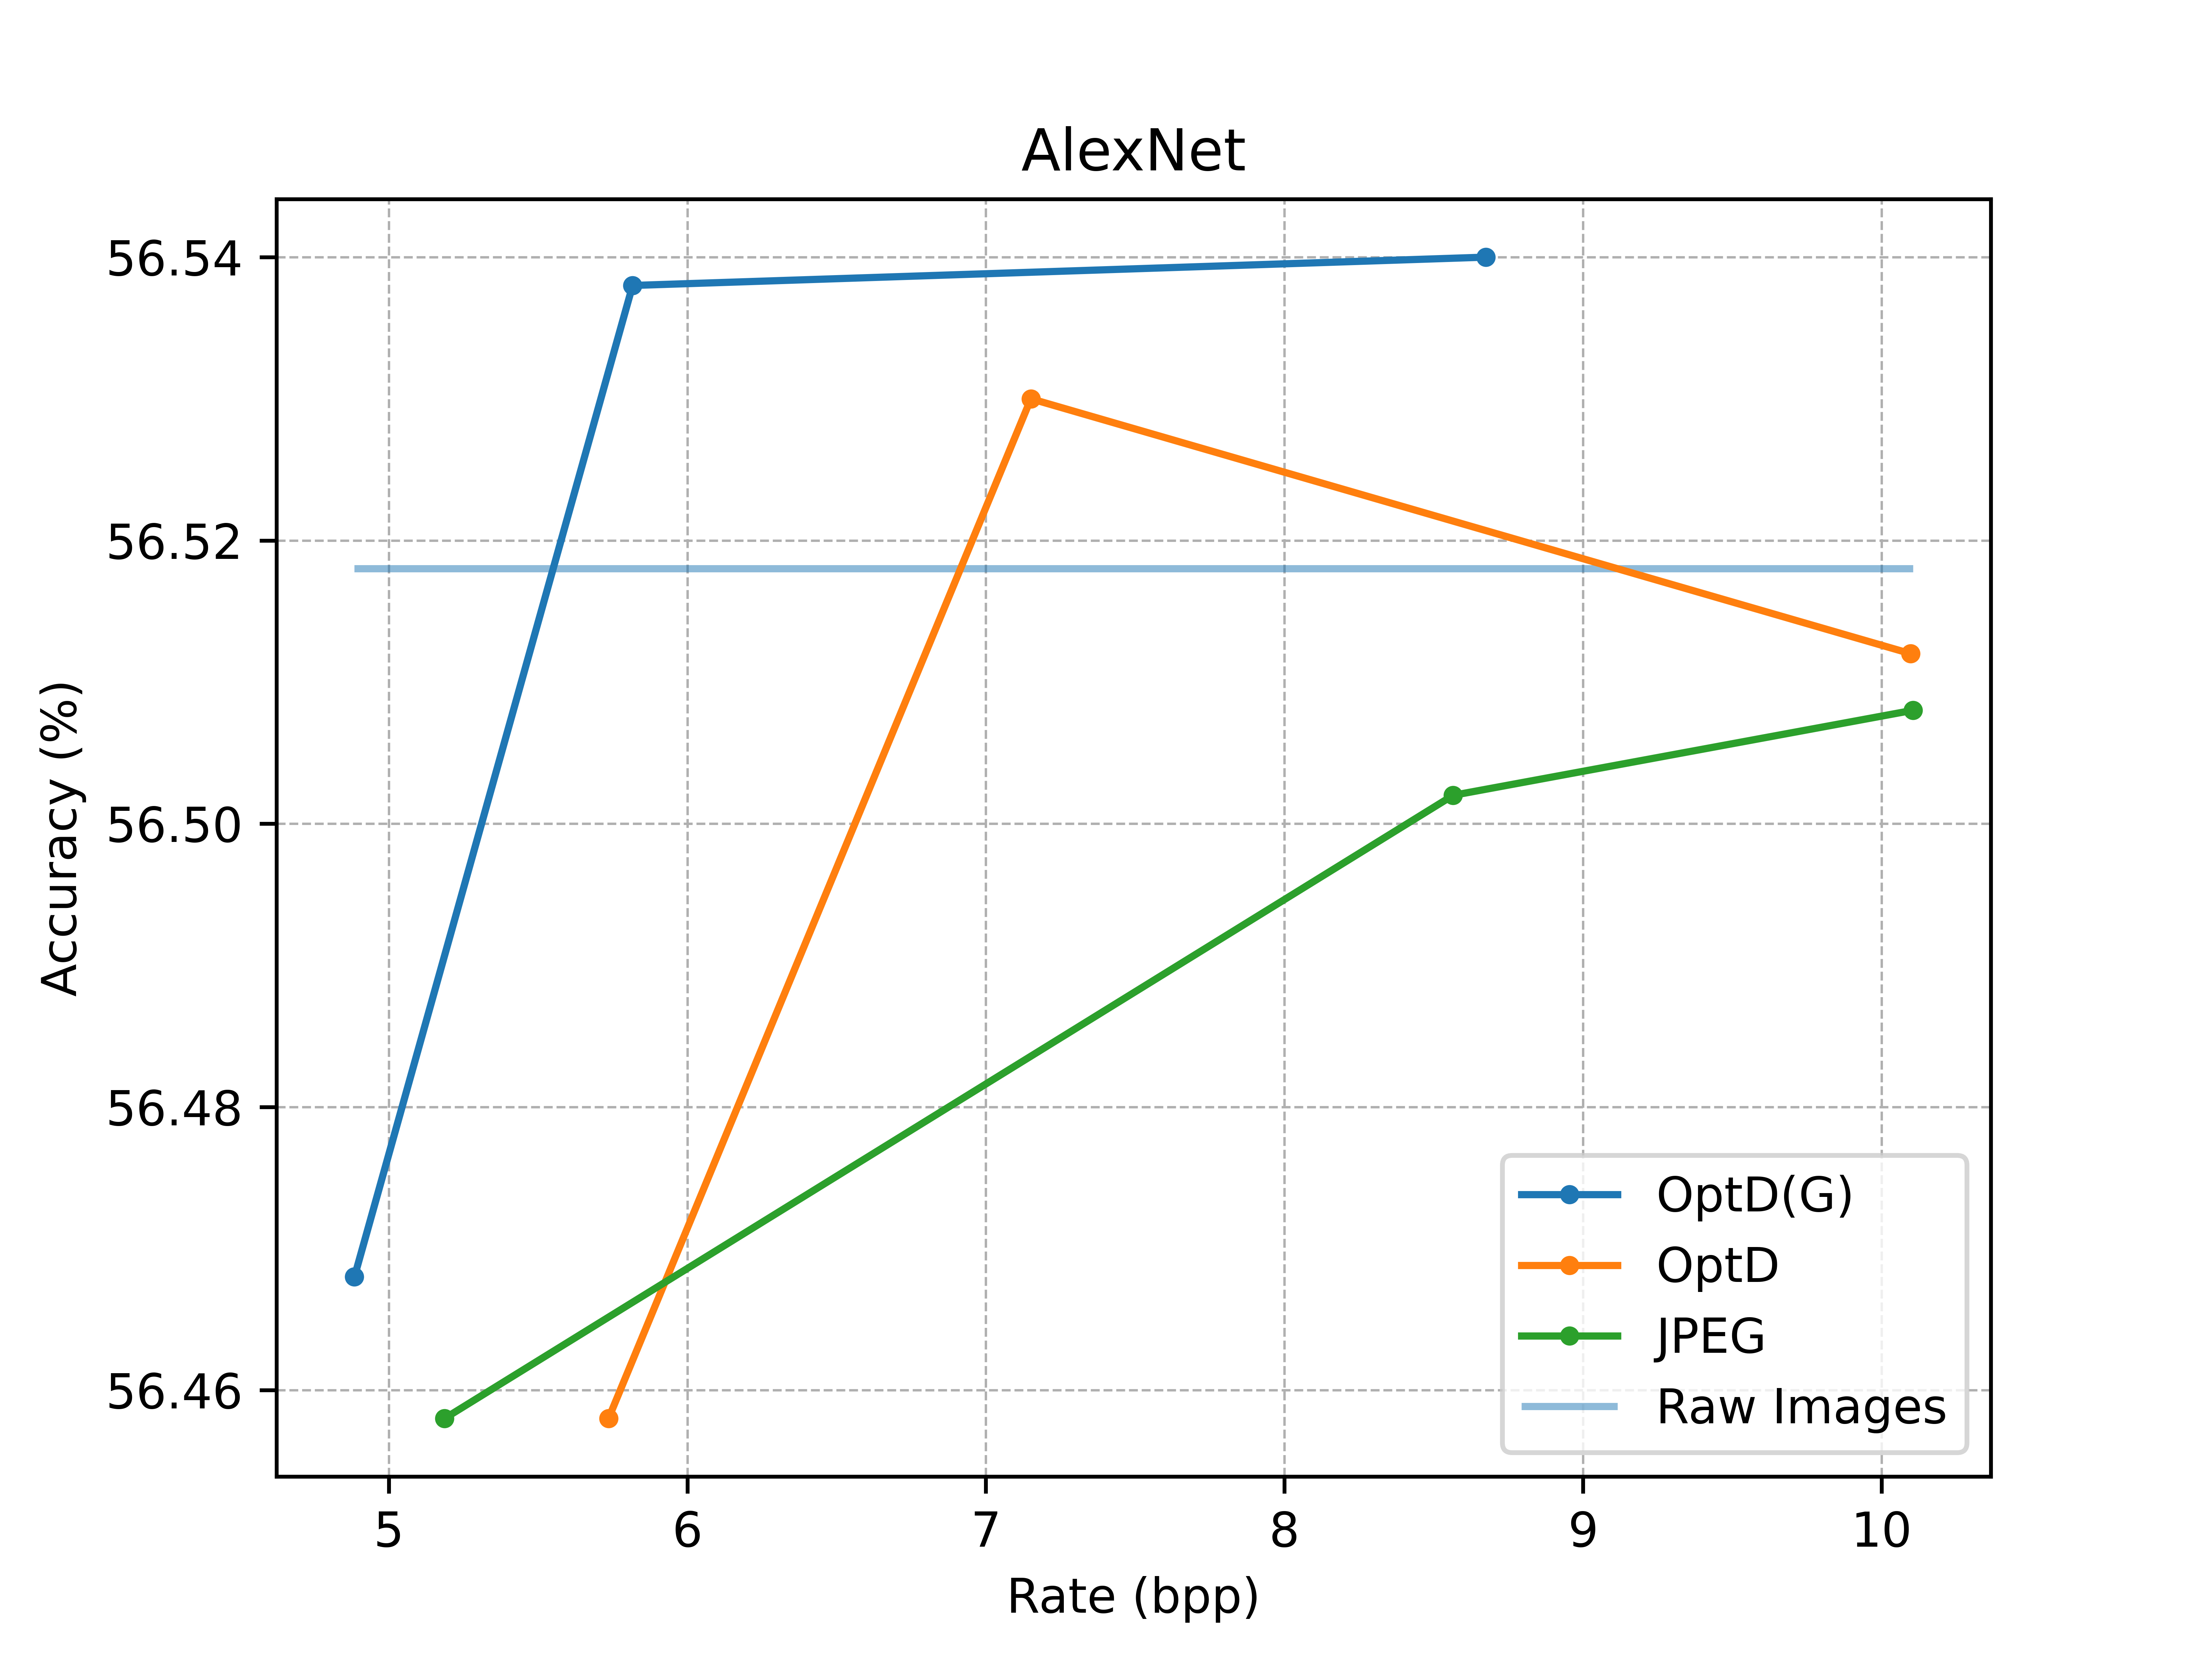 AlexNet
56.54
56.52
56.50
56.48
56.46
Accuracy (%)
5 6 7 8 9 10
Rate (bpp)
OptD(G)
OptD
JPEG
Raw Images